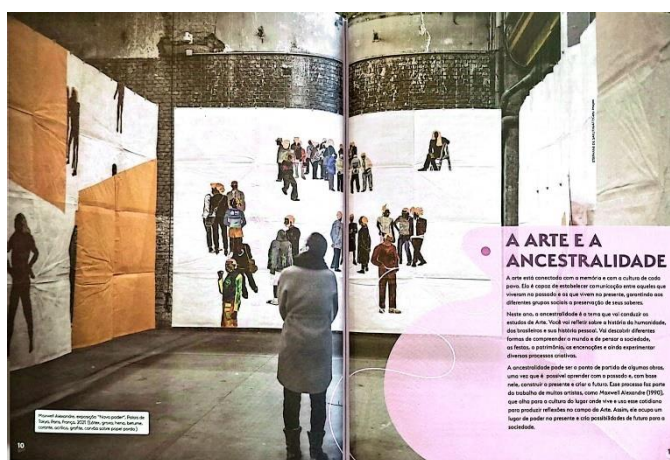 A ARTE E A
ANCESTRALIDADE
A arte está conectada com a memória e com a cultura de cada
povo. Ela é capaz de estabelecer comunicação entre aqueles que
viveram no passado e os que vivem no presente, garantindo aos
diferentes grupos sociais a preservação de seus saberes.
Neste ano, a ancestralidade é o tema que vai conduzir os
estudos de Arte. Você vai refletir sobre a história da humanidade,
dos brasileiros e sua história pessoal. Vai descobrir diferentes
formas de compreender o mundo e de pensar a sociedade,
as festas, o patrimônio, as encenações e ainda experimentar
diversos processos criativos.
A ancestralidade pode ser o ponto de partida de algumas obras,
uma vez que é possível aprender com o passado e, com base
nele, construir o presente e criar o futuro. Esse processo faz parte
do trabalho de muitos artistas, como Maxwell Alexandre (1990),
que olha para a cultura do lugar onde vive e usa esse cotidiano
para produzir reflexões no campo da Arte. Assim, ele ocupa um
lugar de poder no presente e cria possibilidades de futuro para a
sociedade.
Maxwell Alexandre, exposição "Novo poder", Palais de
Tokyo, Paris, França, 2021 (Látex, graxa, henê, betume,
corante, acrílica, grafite, carvão sobre papel pardo.)
10